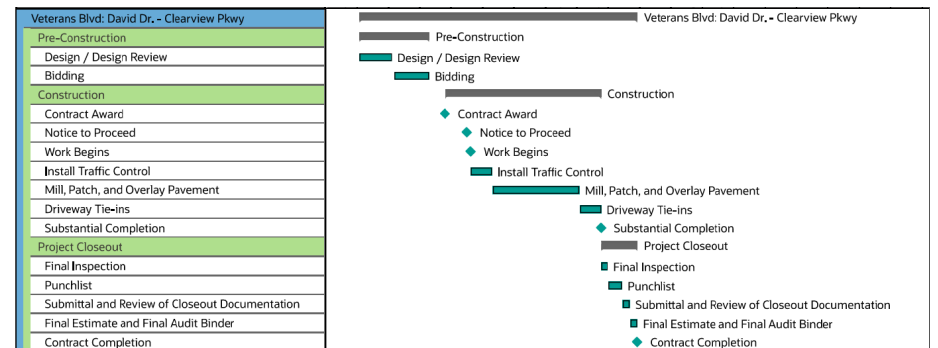 Veterans Blvd: David Dr. - Clearview Pkwy
Veterans Blvd: David Dr. - Clearview Pkwy
Pre-Construction
Pre-Construction
Design / Design Review
Design / Design Review
Bidding
Bidding
Construction
Construction
Contract Award
Contract Award
Notice to Proceed
Notice to Proceed
Work Begins
Work Begins
Install Traffic Control
Install Traffic Control
Mill, Patch, and Overlay Pavement
Mill, Patch, and Overlay Pavement
Driveway Tie-ins
Driveway Tie-ins
Substantial Completion
Substantial Completion
Project Closeout
Project Closeout
Final Inspection
Final Inspection
Punchlist
Punchlist
Submittal and Review of Closeout Documentation
Submittal and Review of Closeout Documentation
Final Estimate and Final Audit Binder
Final Estimate and Final Audit Binder
Contract Completion
Contract Completion